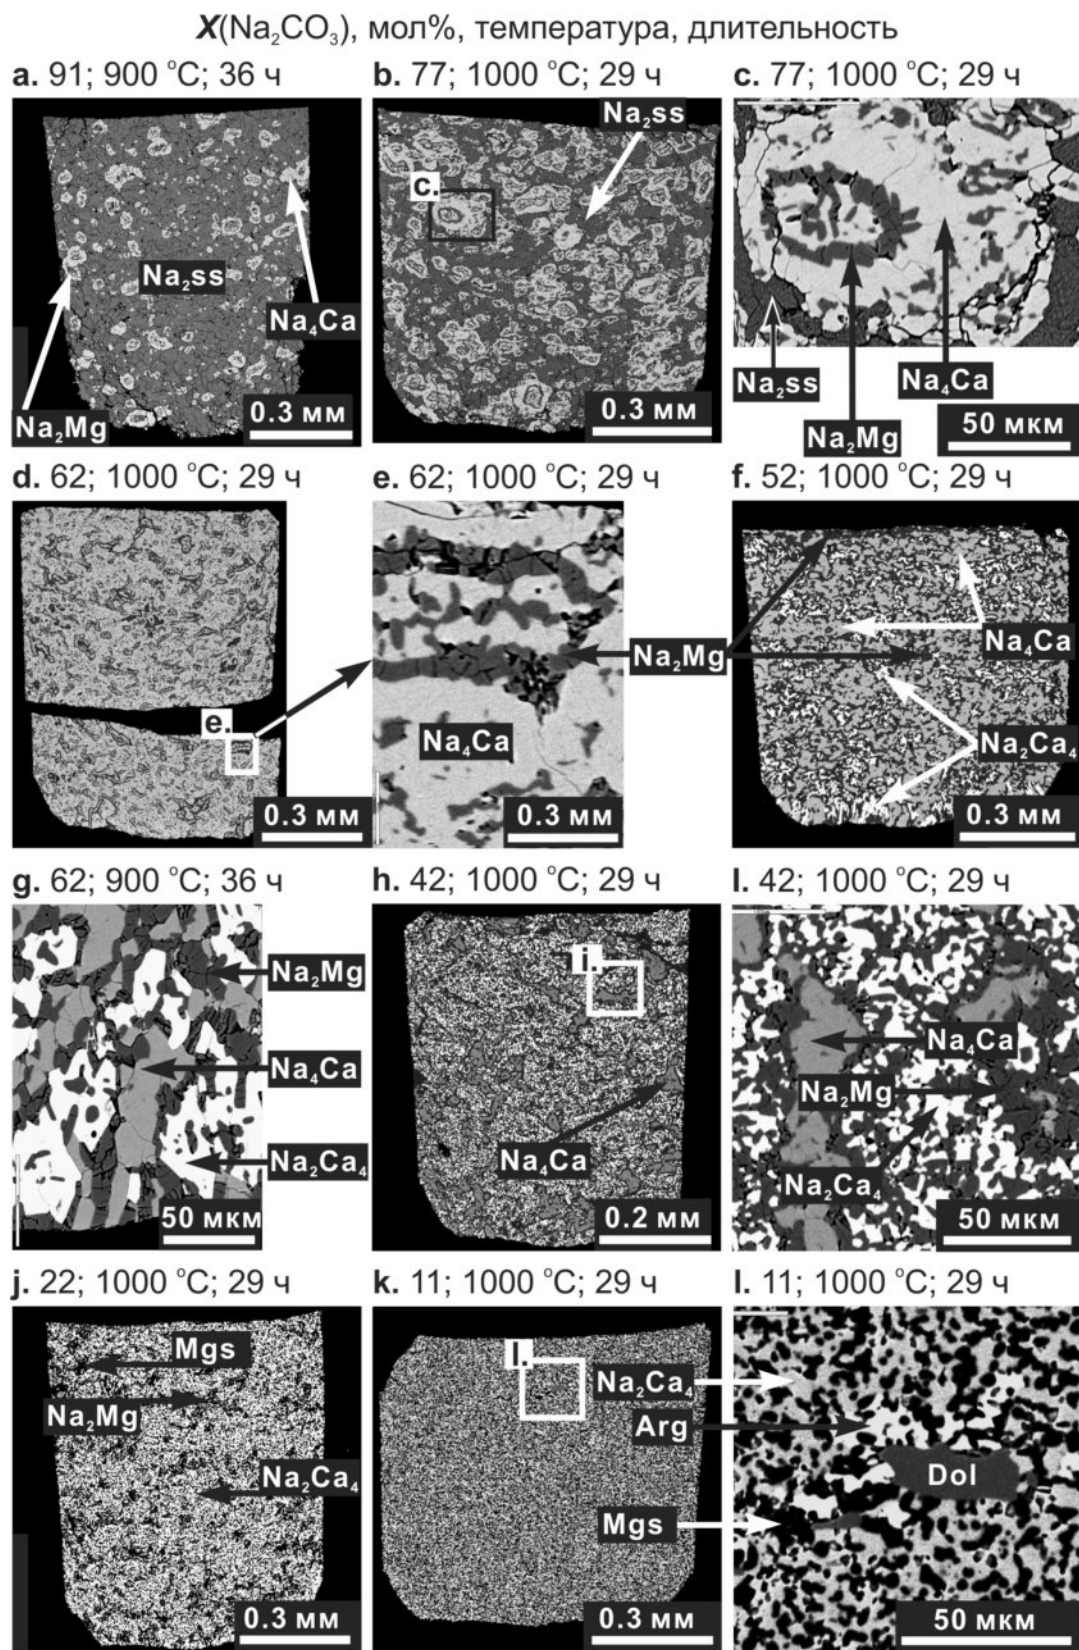 X(Na₂CO₃), мол%, температура, длительность
a. 91; 900 °C; 36 ч
b. 77; 1000 °C; 29 ч
c. 77; 1000 °C; 29 ч
Na₂ss
c.
Na₂ss
Na₄Ca
Na₂Mg
0.3 мм
0.3 мм
Na₂ss
Na₄Ca
Na₂Mg
50 мкм
d. 62; 1000 °C; 29 ч
e. 62; 1000 °C; 29 ч
f. 52; 1000 °C; 29 ч
e.
0.3 мм
Na₄Ca
0.3 мм
Na₂Mg
Na₄Ca
Na₂Ca₄
0.3 мм
g. 62; 900 °C; 36 ч
h. 42; 1000 °C; 29 ч
I. 42; 1000 °C; 29 ч
Na₂Mg
Na₄Ca
Na₂Ca₄
50 мкм
i.
Na₄Ca
0.2 мм
Na₄Ca
Na₂Mg
Na₂Ca₄
50 мкм
j. 22; 1000 °C; 29 ч
k. 11; 1000 °C; 29 ч
l. 11; 1000 °C; 29 ч
Mgs
Na₂Mg
Na₂Ca₄
0.3 мм
l.
Na₂Ca₄
Arg
Mgs
0.3 мм
Dol
50 мкм